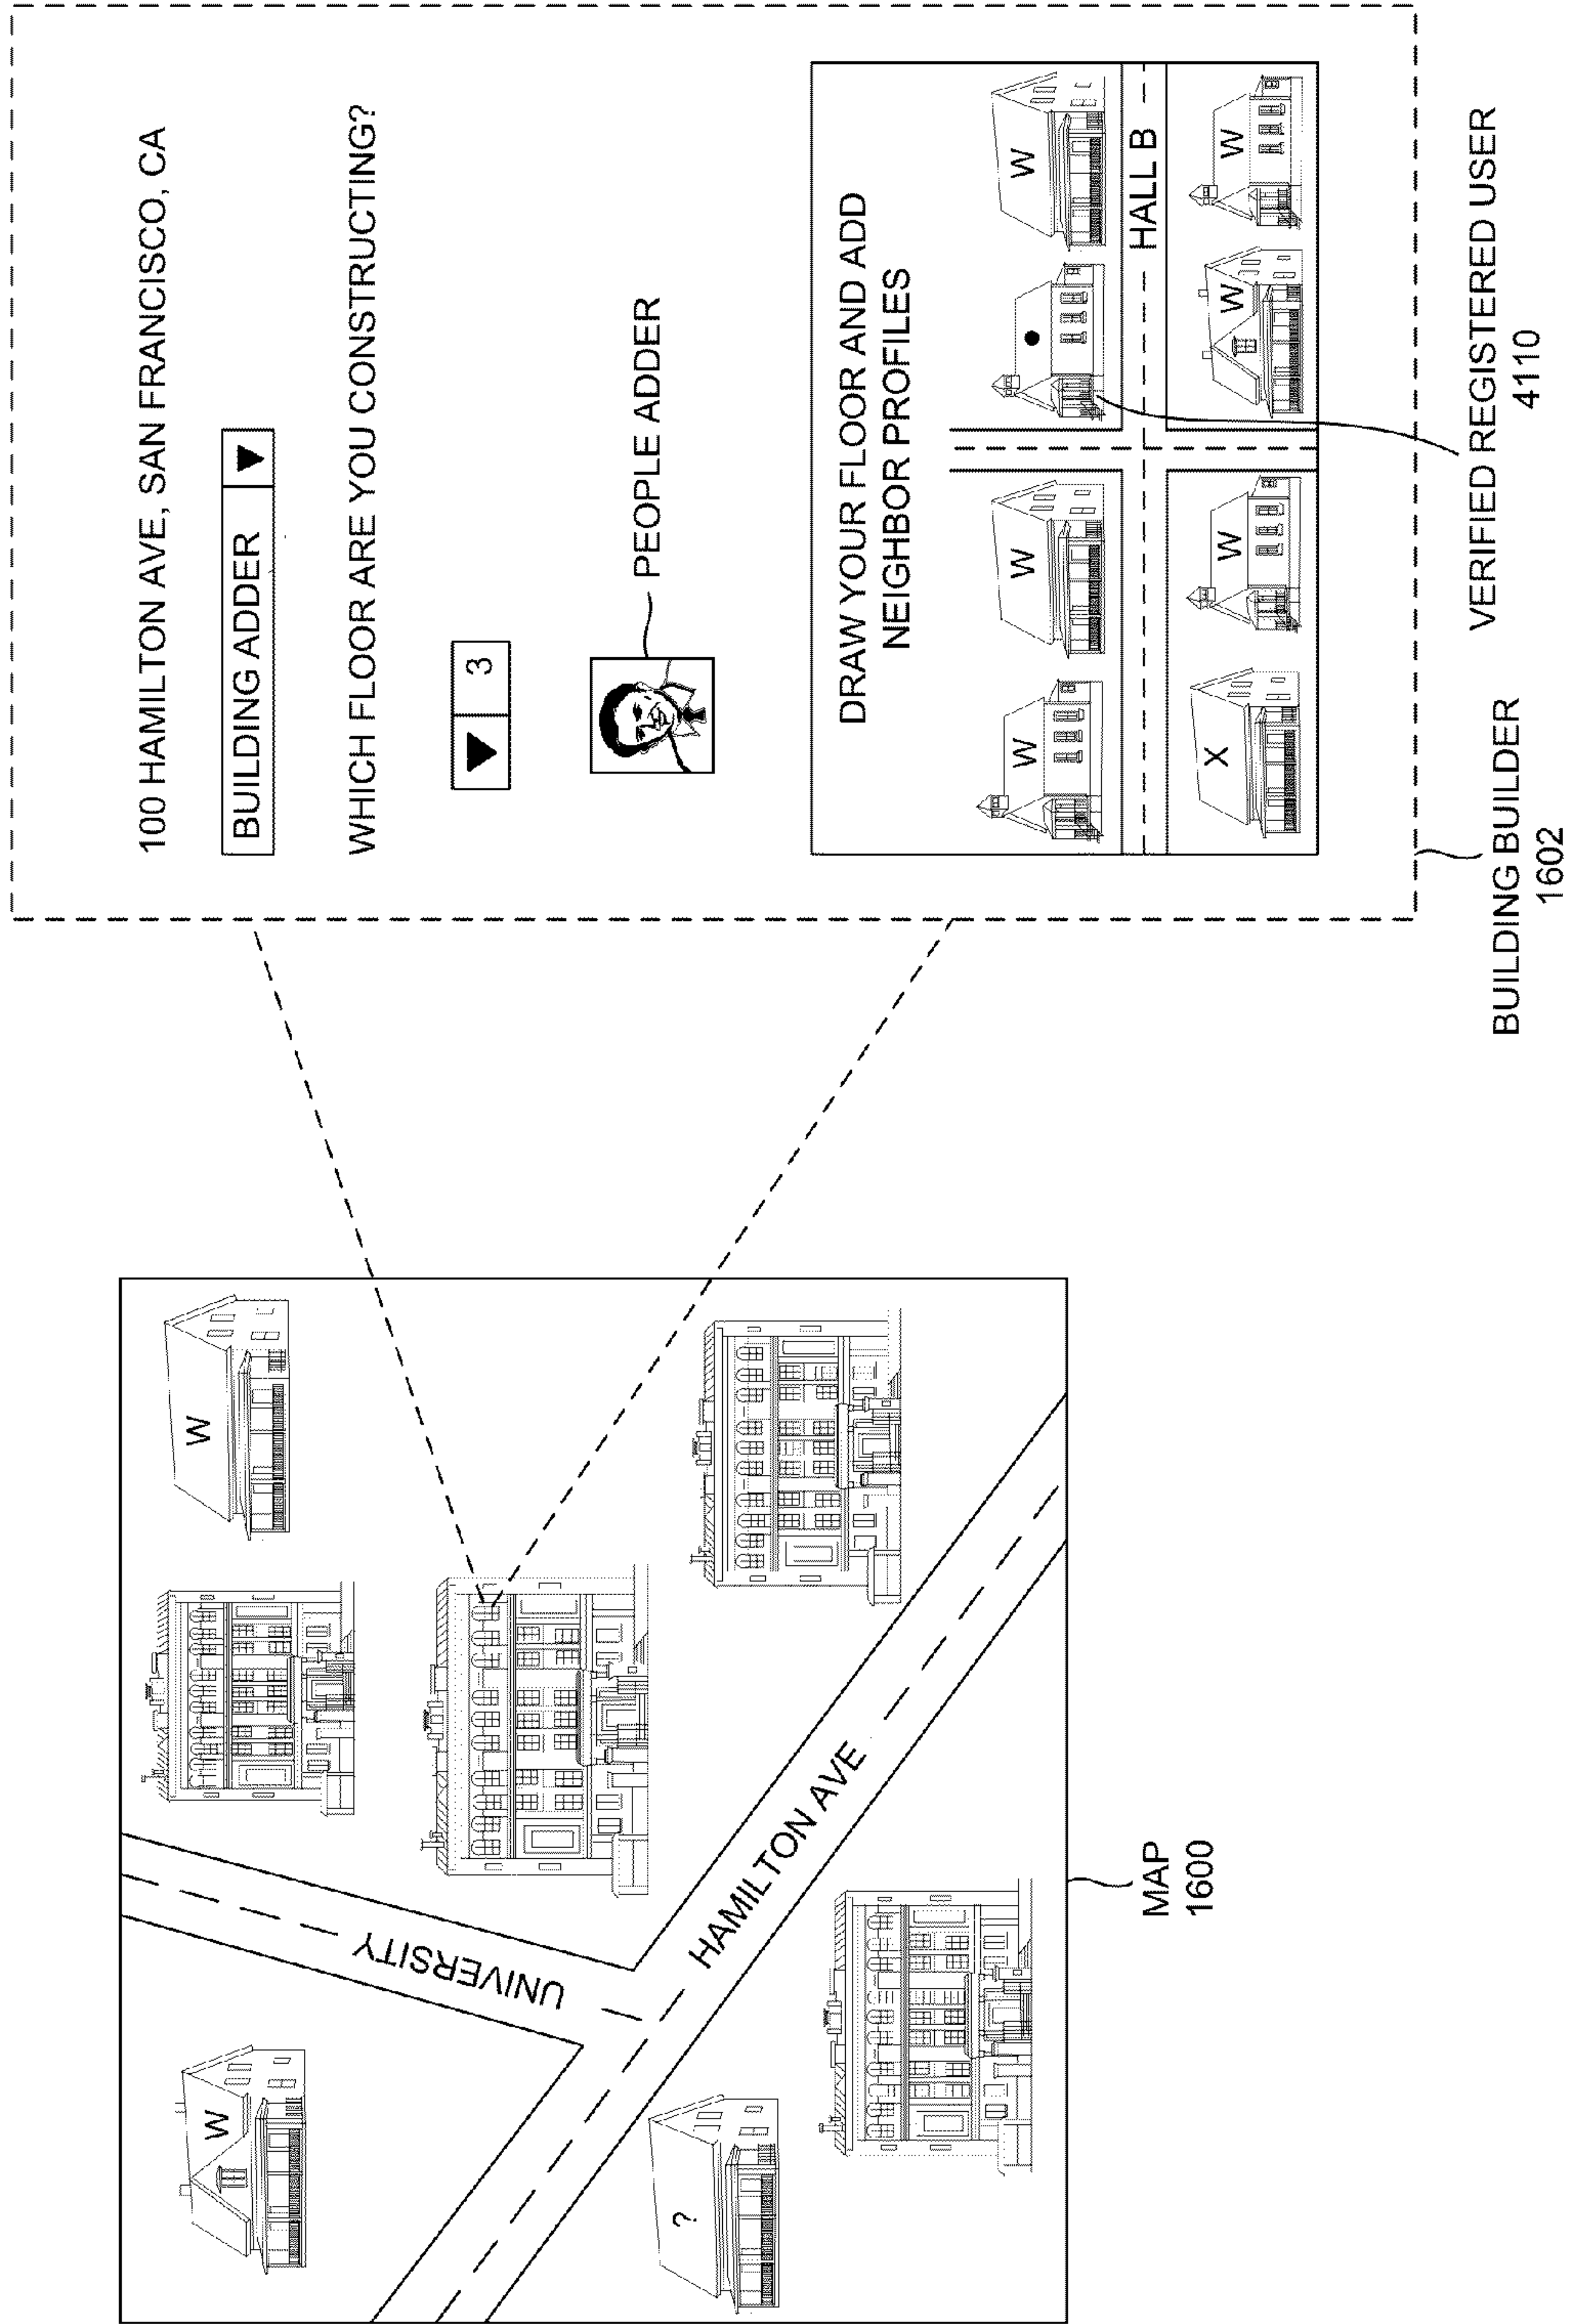 W
W
UNIVERSITY
HAMILTON AVE
?
MAP
1600
100 HAMILTON AVE, SAN FRANCISCO, CA
BUILDING ADDER
WHICH FLOOR ARE YOU CONSTRUCTING?
3
PEOPLE ADDER
DRAW YOUR FLOOR AND ADD
NEIGHBOR PROFILES
W
W
W
HALL B
X
W
W
W
BUILDING BUILDER
1602
VERIFIED REGISTERED USER
4110